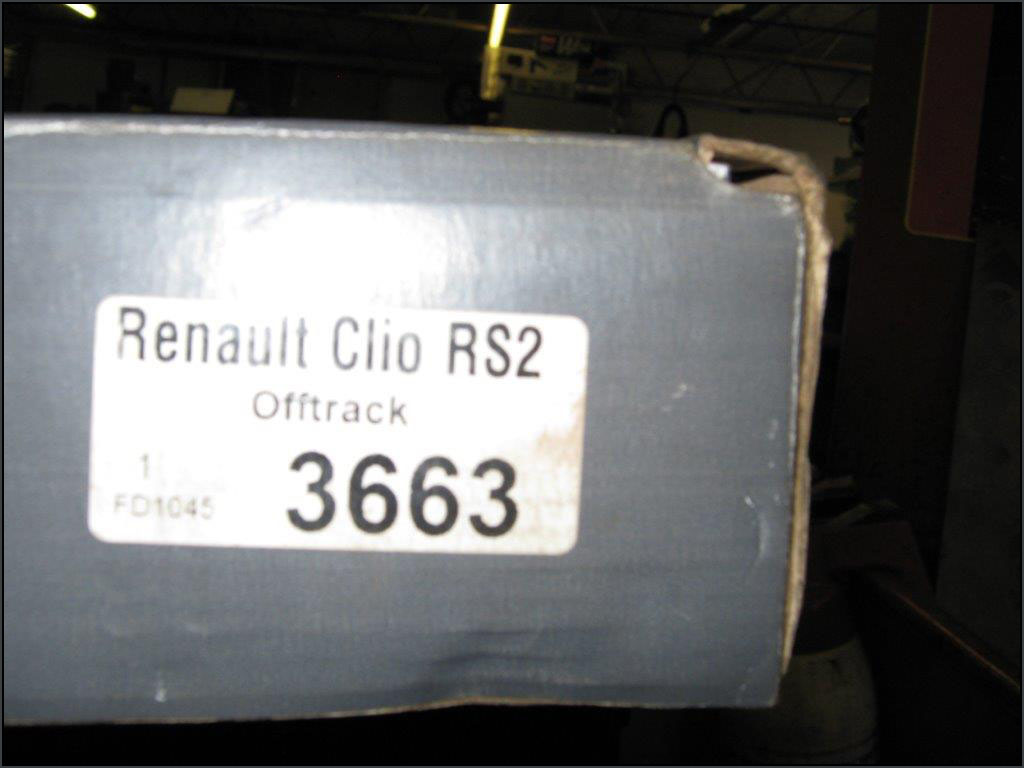 Renault Clio RS2
Offtrack
1
FD1045
3663